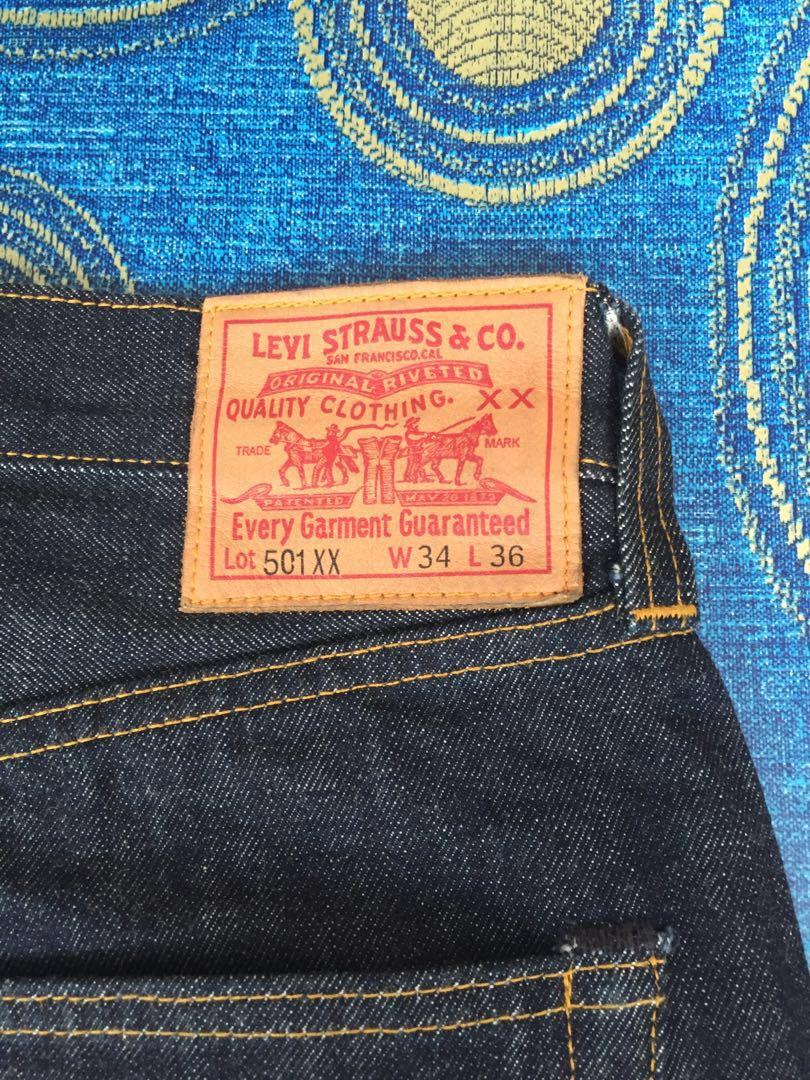 LEVI STRAUSS & CO.
SAN FRANCISCO.CAL
ORIGINAL RIVETED
QUALITY CLOTHING. XX
TRADE MARK
PATENTED MAY 20 1873
Every Garment Guaranteed
Lot 501XX W34 L36